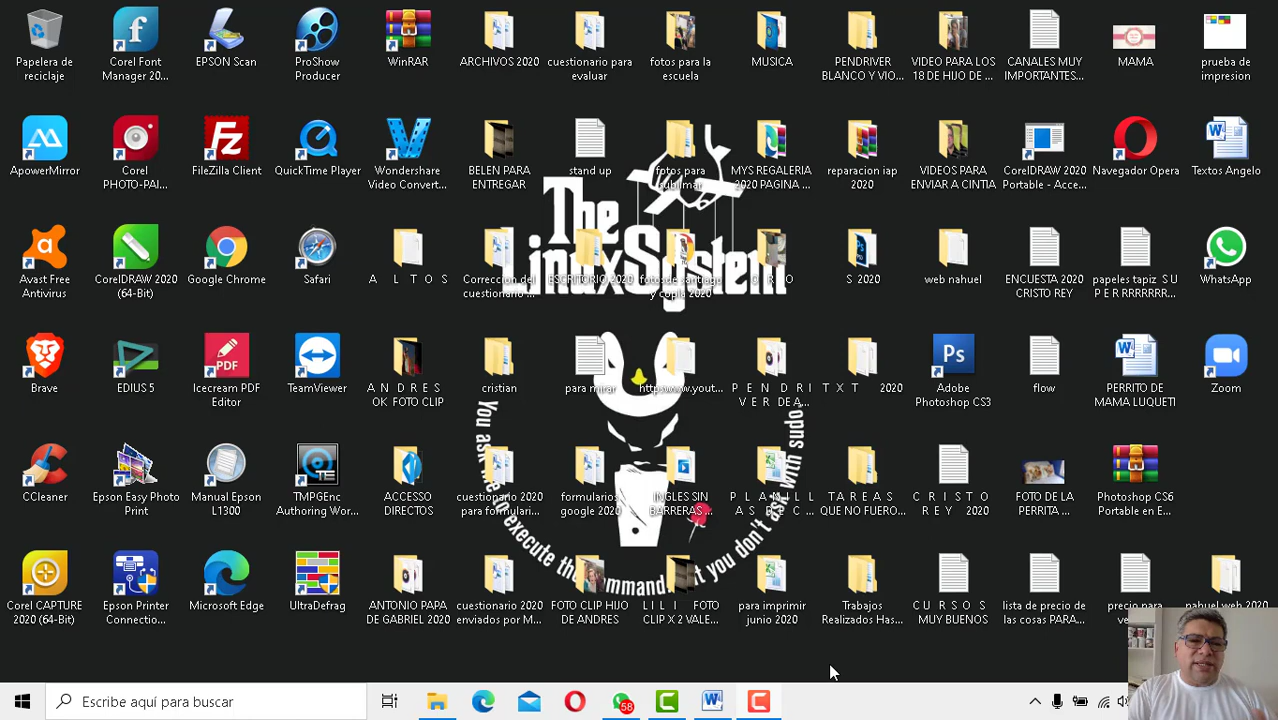 Papelera de
reciclaje
Corel Font
Manager 20...
EPSON Scan
ProShow
Producer
WinRAR
ARCHIVOS 2020
cuestionario para
evaluar
fotos para la
escuela
MUSICA
PENDRIVER
BLANCO Y VIO...
VIDEO PARA LOS
18 DE HIJO DE ...
CANALES MUY
IMPORTANTES...
MAMA
prueba de
impresion
ApowerMirror
Corel
PHOTO-PAI...
FileZilla Client
QuickTime Player
Wondershare
Video Convert...
BELEN PARA
ENTREGAR
stand up
fotos para
sublimar
MYS REGALERIA
2020 PAGINA ...
reparacion iap
2020
VIDEOS PARA
ENVIAR A CINTIA
CorelDRAW 2020
Portable - Acce...
Navegador Opera
Textos Angelo
The
System
Avast Free
Antivirus
CorelDRAW 2020
(64-Bit)
Google Chrome
Safari
A L T O S
Correccion del
cuestionario ...
ESCRITORIO 2020
fotos de santiago
y copia 2020
O R O
S 2020
web nahuel
ENCUESTA 2020
CRISTO REY
papeles tapiz S U
P E R RRRRRRR...
WhatsApp
Brave
EDIUS 5
Icecream PDF
Editor
TeamViewer
A N D R E S
OK FOTO CLIP
cristian
para mirar
http:www.yout...
P E N D R I
V E R DE A...
T X T 2020
Adobe
Photoshop CS3
flow
PERRITO DE
MAMA LUQUETI
Zoom
CCleaner
Epson Easy Photo
Print
Manual Epson
L1300
TMPGEnc
Authoring Wor...
ACCESSO
DIRECTOS
cuestionario 2020
para formulari...
formularios
google 2020
INGLES SIN
BARRERAS ...
P L A N I L L
A S D E C...
T A R E A S
QUE NO FUERO...
C R I S T O
R E Y 2020
FOTO DE LA
PERRITA ...
Photoshop CS6
Portable en E...
Corel CAPTURE
2020 (64-Bit)
Epson Printer
Connectio...
Microsoft Edge
UltraDefrag
ANTONIO PAPA
DE GABRIEL 2020
cuestionario 2020
enviados por M...
FOTO CLIP HIJO
DE ANDRES
L I L I FOTO
CLIP X 2 VALE...
para imprimir
junio 2020
Trabajos
Realizados Has...
C U R S O S
MUY BUENOS
lista de precio de
las cosas PARA...
precio para
nahuel web 2020
Escribe aquí para buscar
58